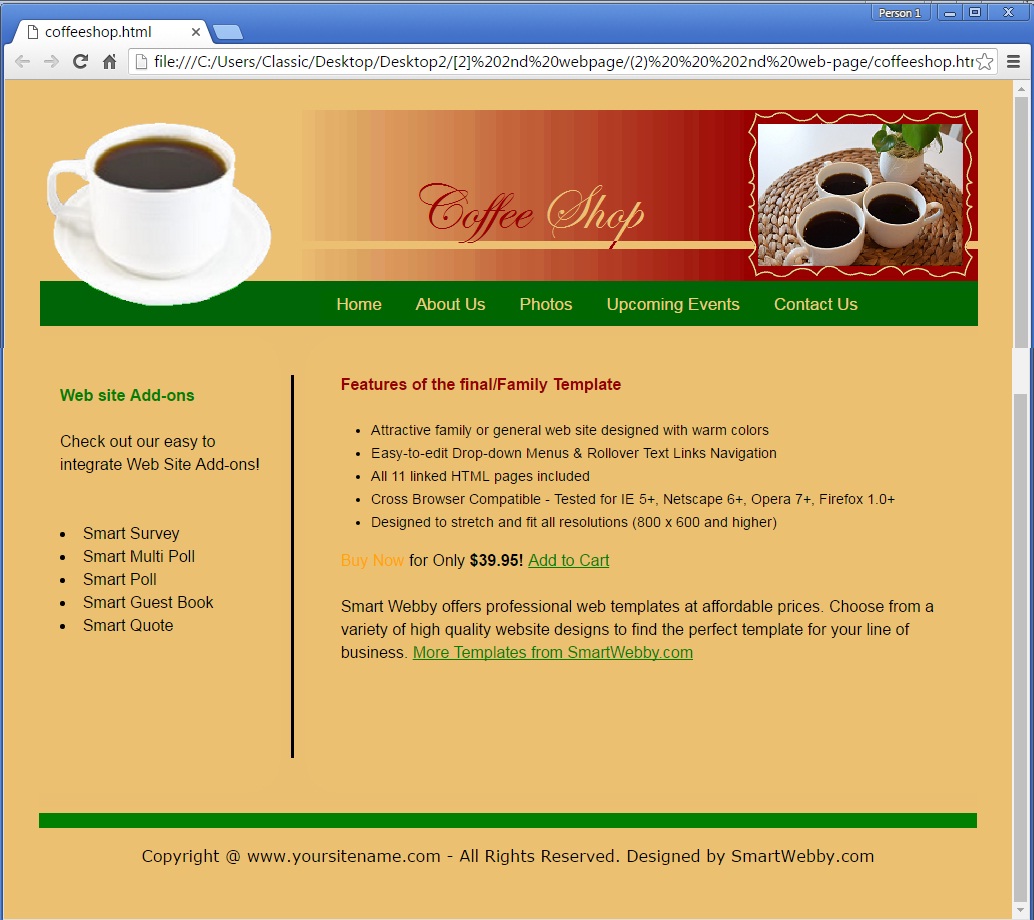 Person 1
coffeeshop.html
file:///C:/Users/Classic/Desktop/Desktop2/[2]%202nd%20webpage/(2)%20%20%202nd%20web-page/coffeeshop.htm
Coffee Shop
Home About Us Photos Upcoming Events Contact Us
Web site Add-ons
Check out our easy to
integrate Web Site Add-ons!
• Smart Survey
• Smart Multi Poll
• Smart Poll
• Smart Guest Book
• Smart Quote
Features of the final/Family Template
• Attractive family or general web site designed with warm colors
• Easy-to-edit Drop-down Menus & Rollover Text Links Navigation
• All 11 linked HTML pages included
• Cross Browser Compatible - Tested for IE 5+, Netscape 6+, Opera 7+, Firefox 1.0+
• Designed to stretch and fit all resolutions (800 x 600 and higher)
Buy Now for Only $39.95! Add to Cart
Smart Webby offers professional web templates at affordable prices. Choose from a
variety of high quality website designs to find the perfect template for your line of
business. More Templates from SmartWebby.com
Copyright @ www.yoursitename.com - All Rights Reserved. Designed by SmartWebby.com